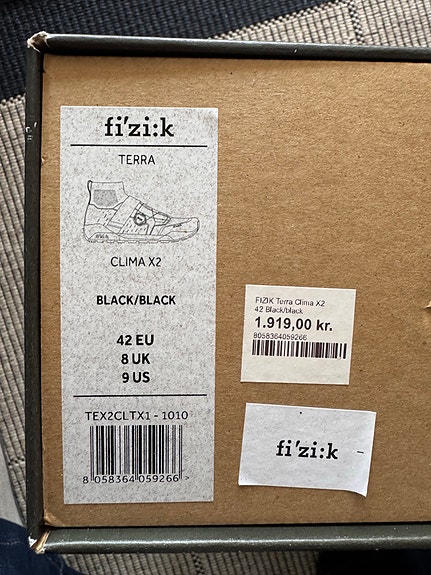 fi'zi:k
TERRA
CLIMA X2
BLACK/BLACK
42 EU
8 UK
9 US
TEX2CLTX1 - 1010
8 058364 059266 >
FIZIK Terra Clima X2
42 Black/black
1.919,00 kr.
8058364059266
fi'zi:k